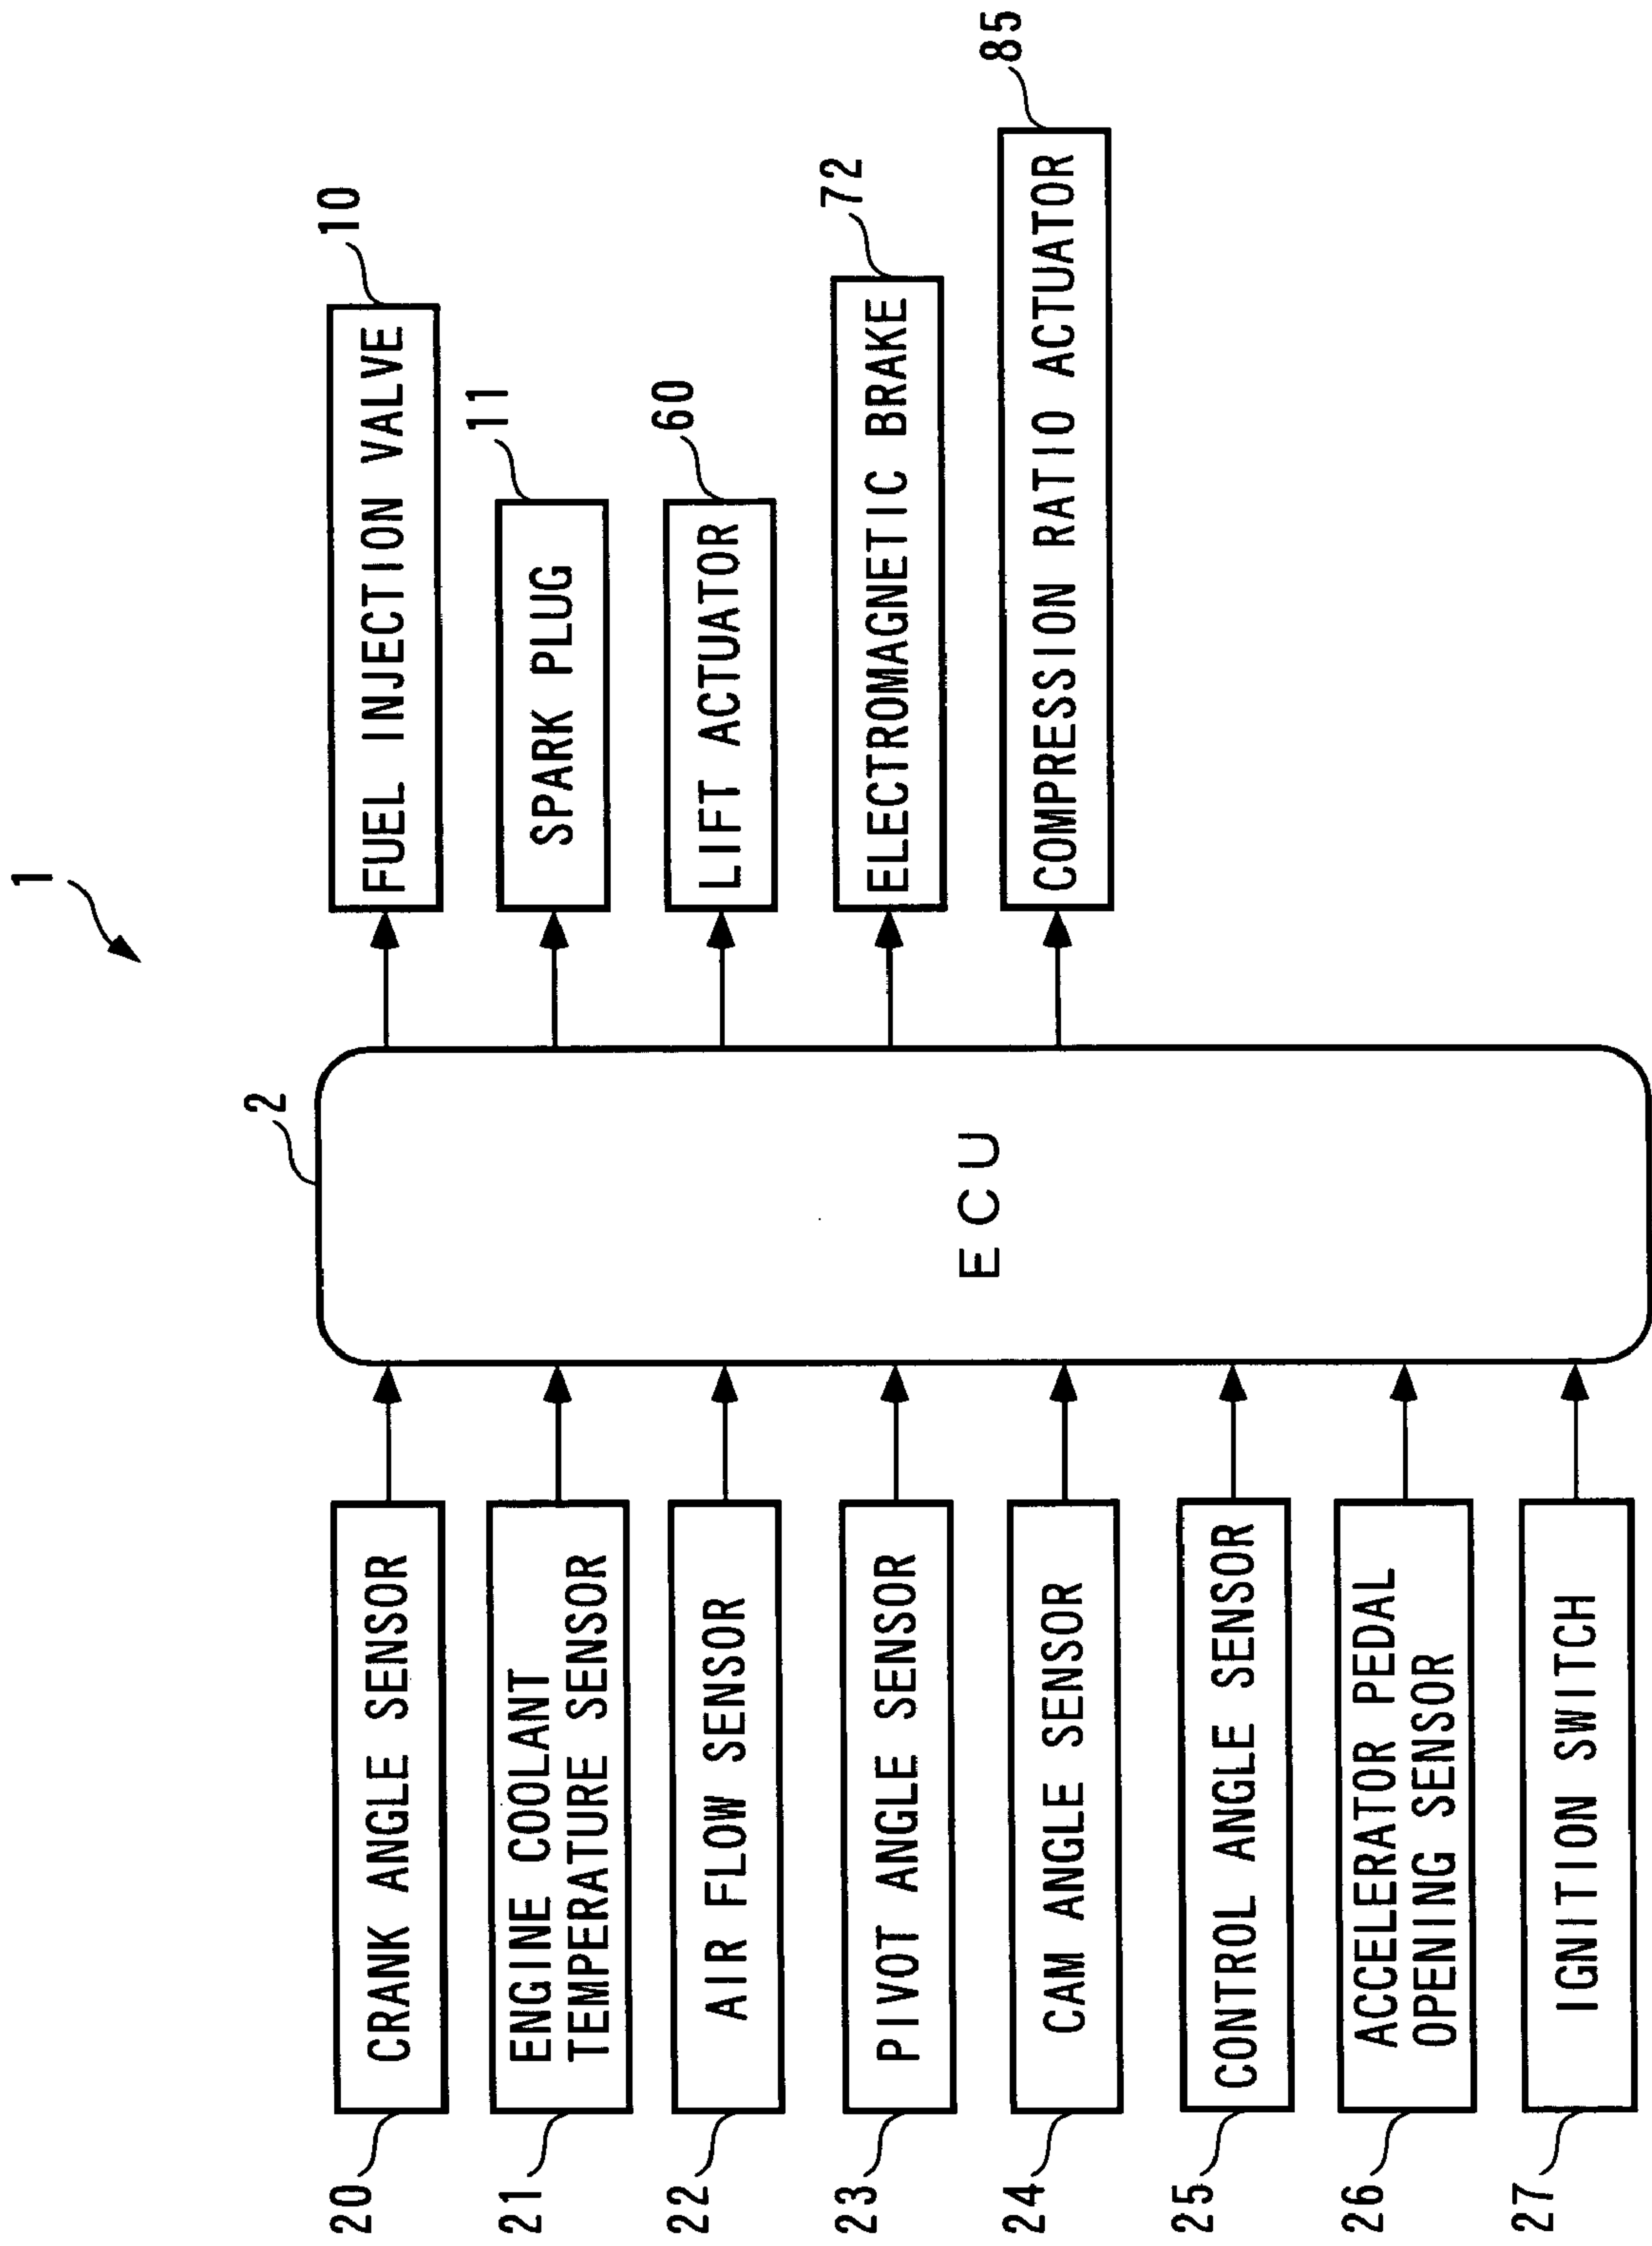 1
2
20
CRANK ANGLE SENSOR
21
ENGINE COOLANT
TEMPERATURE SENSOR
22
AIR FLOW SENSOR
23
PIVOT ANGLE SENSOR
24
CAM ANGLE SENSOR
25
CONTROL ANGLE SENSOR
26
ACCELERATOR PEDAL
OPENING SENSOR
27
IGNITION SWITCH
ECU
FUEL INJECTION VALVE
10
SPARK PLUG
11
LIFT ACTUATOR
60
ELECTROMAGNETIC BRAKE
72
COMPRESSION RATIO ACTUATOR
85